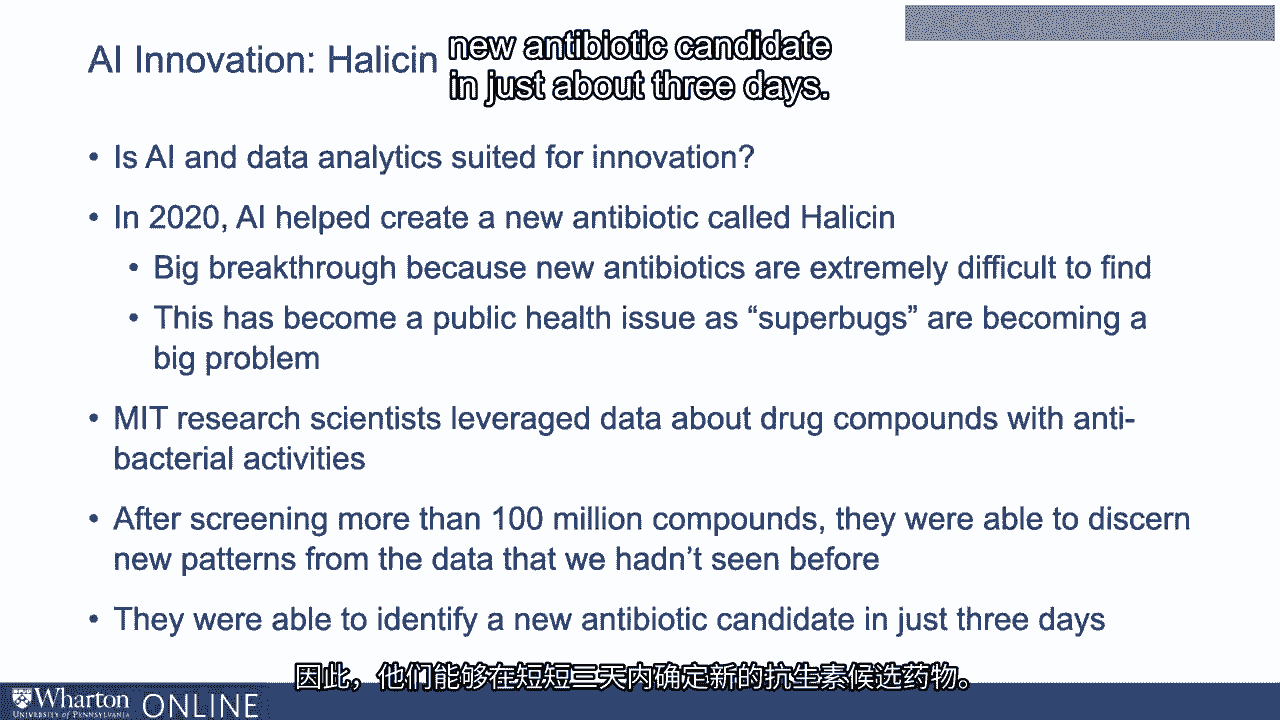 AI Innovation: Halicin
new antibiotic candidate
in just about three days.
• Is AI and data analytics suited for innovation?
• In 2020, AI helped create a new antibiotic called Halicin
• Big breakthrough because new antibiotics are extremely difficult to find
• This has become a public health issue as “superbugs” are becoming a
big problem
• MIT research scientists leveraged data about drug compounds with anti-
bacterial activities
• After screening more than 100 million compounds, they were able to discern
new patterns from the data that we hadn’t seen before
• They were able to identify a new antibiotic candidate in just three days
因此，他们能够在短短三天内确定新的抗生素候选药物。
Wharton
UNIVERSITY of PENNSYLVANIA
ONLINE